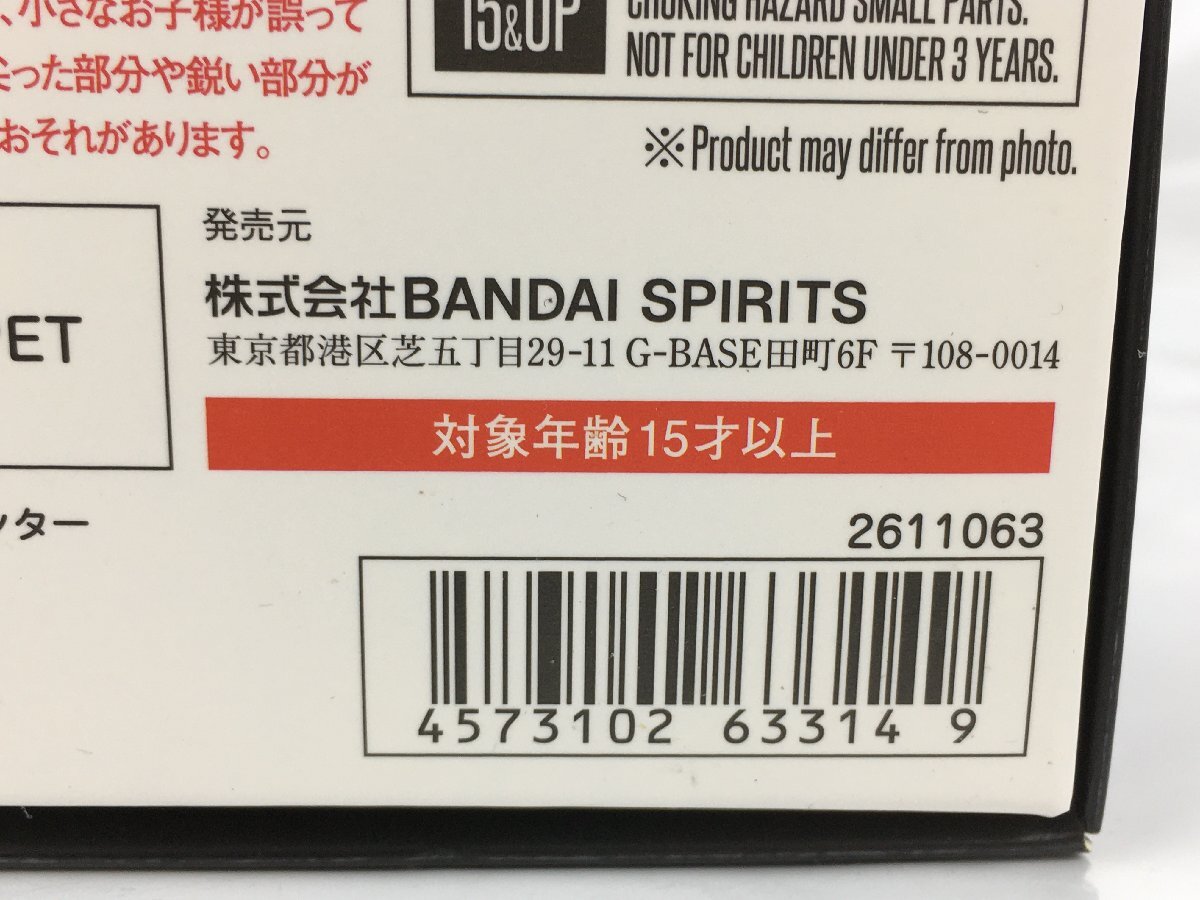 、小さなお子様が誤って
尖った部分や鋭い部分が
おそれがあります。
15&UP
CHOKING HAZARD SMALL PARTS.
NOT FOR CHILDREN UNDER 3 YEARS.
※Product may differ from photo.
PET
発売元
株式会社BANDAI SPIRITS
東京都港区芝五丁目29-11 G-BASE田町6F 〒108-0014
対象年齢15才以上
ンター
2611063
4573102 63314 9